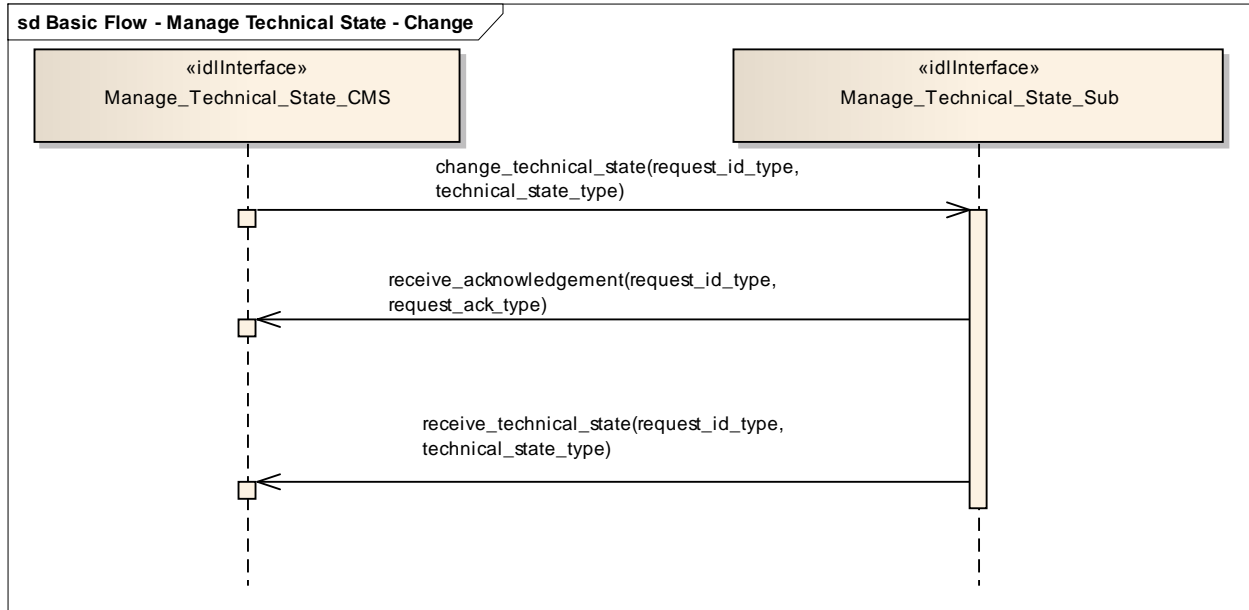 sd Basic Flow - Manage Technical State - Change
«idlInterface»
Manage_Technical_State_CMS
«idlInterface»
Manage_Technical_State_Sub
change_technical_state(request_id_type,
technical_state_type)
receive_acknowledgement(request_id_type,
request_ack_type)
receive_technical_state(request_id_type,
technical_state_type)